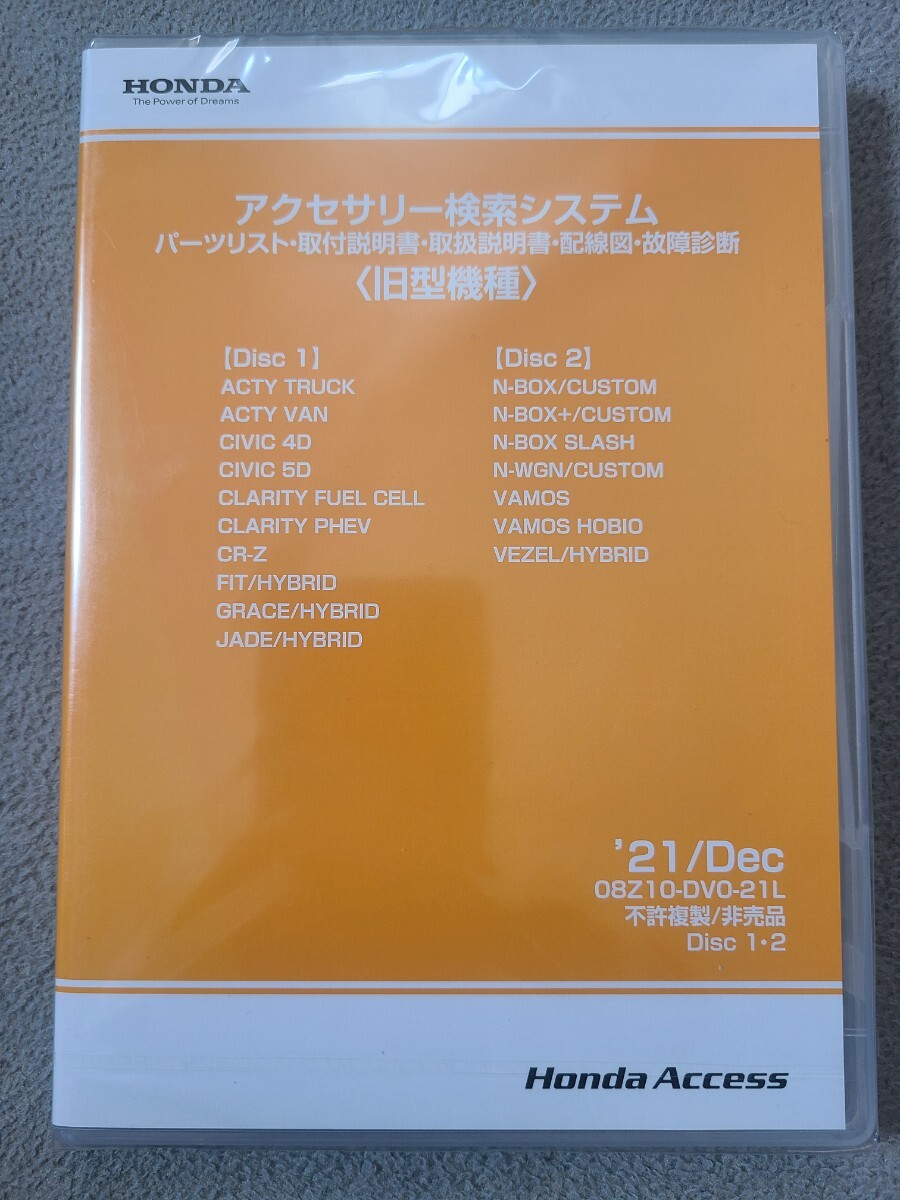 HONDA
The Power of Dreams
アクセサリー検索システム
パーツリスト・取付説明書・取扱説明書・配線図・故障診断
〈旧型機種〉
【Disc 1】
ACTY TRUCK
ACTY VAN
CIVIC 4D
CIVIC 5D
CLARITY FUEL CELL
CLARITY PHEV
CR-Z
FIT/HYBRID
GRACE/HYBRID
JADE/HYBRID
【Disc 2】
N-BOX/CUSTOM
N-BOX+/CUSTOM
N-BOX SLASH
N-WGN/CUSTOM
VAMOS
VAMOS HOBIO
VEZEL/HYBRID
’21/Dec
08Z10-DV0-21L
不許複製/非売品
Disc 1・2
Honda Access